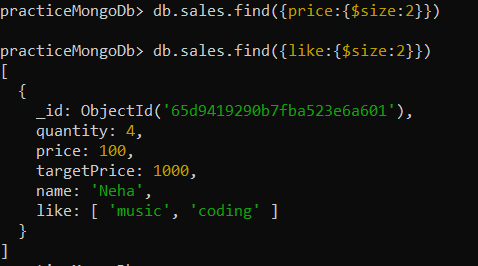 practiceMongoDb> db.sales.find({price:{$size:2}})
practiceMongoDb> db.sales.find({like:{$size:2}})
[
  {
    _id: ObjectId('65d9419290b7fba523e6a601'),
    quantity: 4,
    price: 100,
    targetPrice: 1000,
    name: 'Neha',
    like: [ 'music', 'coding' ]
  }
]